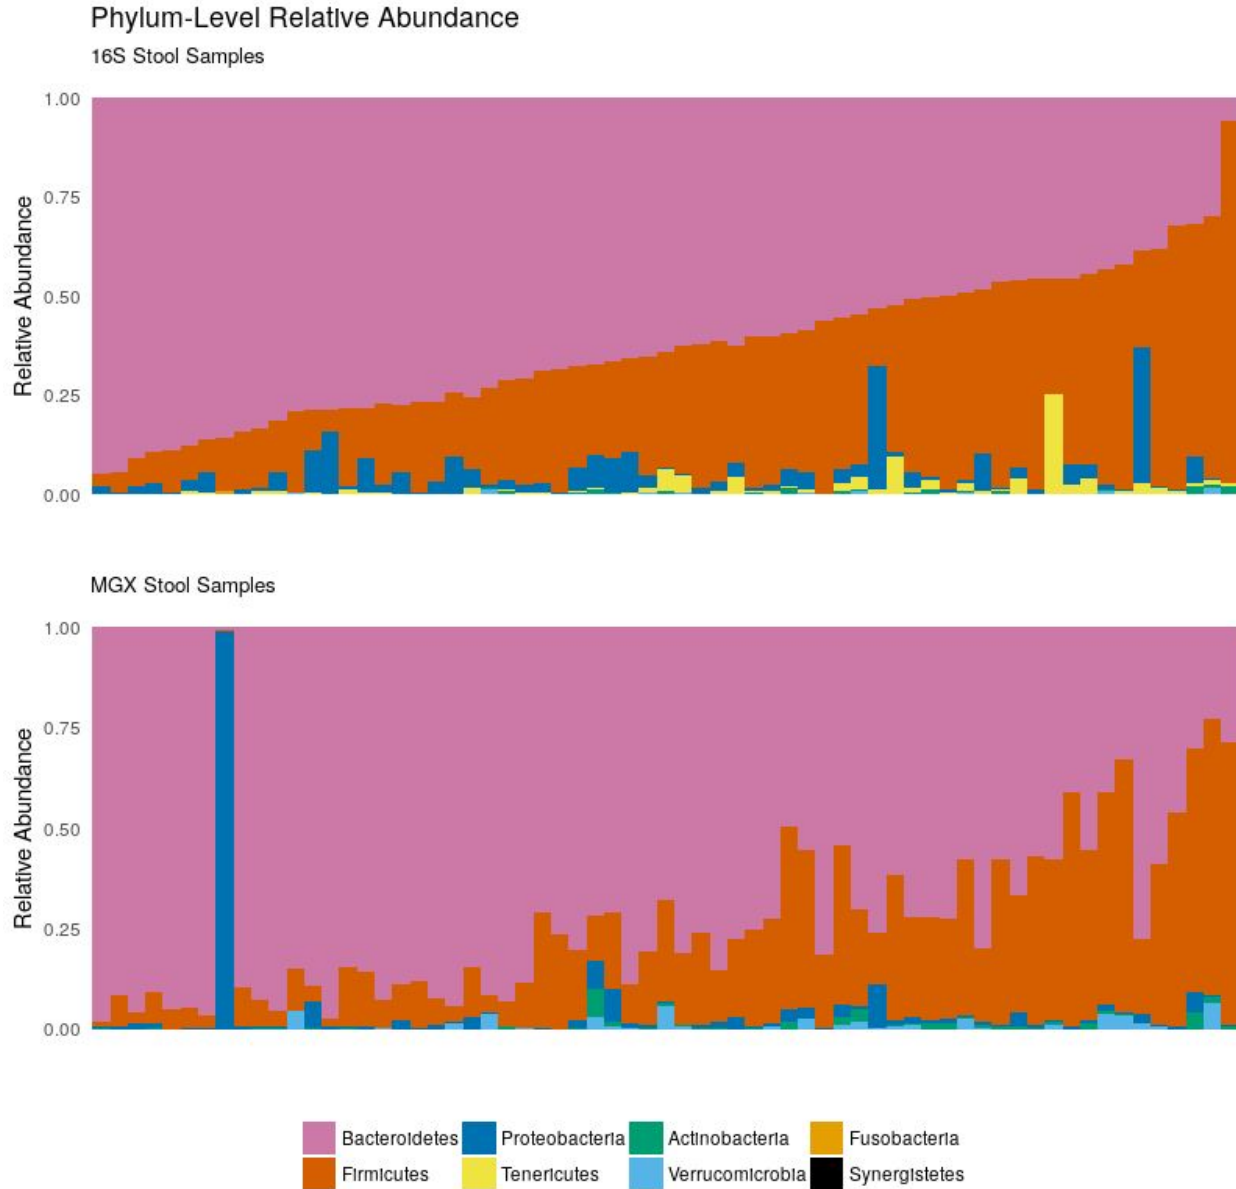 Phylum-Level Relative Abundance
16S Stool Samples
1.00
0.75
0.50
0.25
0.00
Relative Abundance
MGX Stool Samples
1.00
0.75
0.50
0.25
0.00
Relative Abundance
Bacteroidetes Proteobacteria Actinobacteria Fusobacteria
Firmicutes Tenericutes Verrucomicrobia Synergistetes